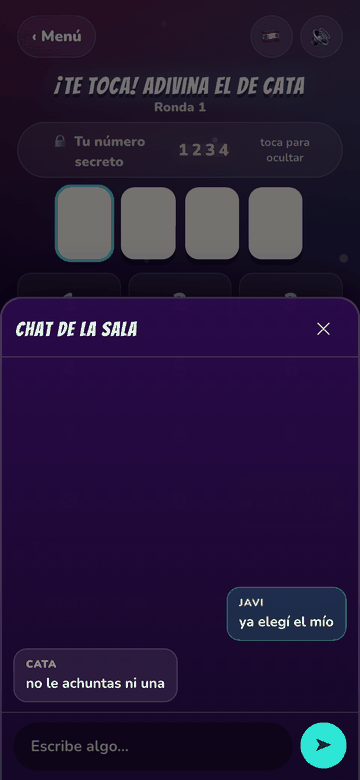 ‹ Menú
¡TE TOCA! ADIVINA EL DE CATA
Ronda 1
Tu número
secreto
1234
toca para
ocultar
CHAT DE LA SALA
JAVI
ya elegí el mío
CATA
no le achuntas ni una
Escribe algo...